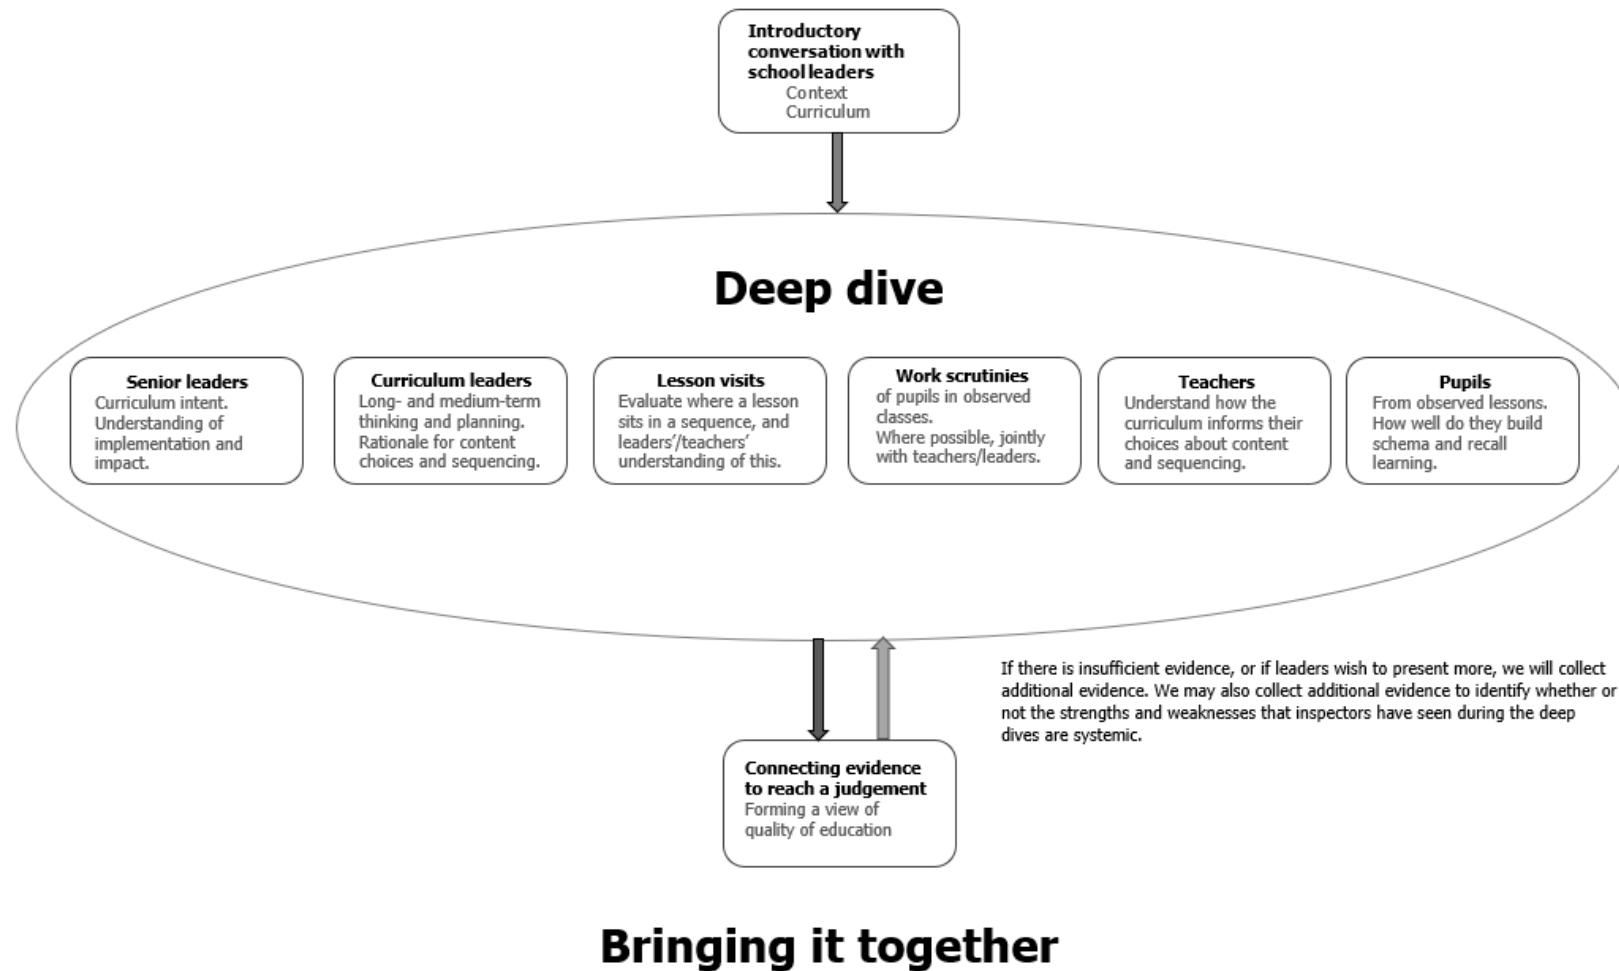 Introductory
conversation with
school leaders
Context
Curriculum
Deep dive
Senior leaders
Curriculum intent.
Understanding of
implementation and
impact.
Curriculum leaders
Long- and medium-term
thinking and planning.
Rationale for content
choices and sequencing.
Lesson visits
Evaluate where a lesson
sits in a sequence, and
leaders'/teachers'
understanding of this.
Work scrutinies
of pupils in observed
classes.
Where possible, jointly
with teachers/leaders.
Teachers
Understand how the
curriculum informs their
choices about content
and sequencing.
Pupils
From observed lessons.
How well do they build
schema and recall
learning.
If there is insufficient evidence, or if leaders wish to present more, we will collect
additional evidence. We may also collect additional evidence to identify whether or
not the strengths and weaknesses that inspectors have seen during the deep
dives are systemic.
Connecting evidence
to reach a judgement
Forming a view of
quality of education
Bringing it together